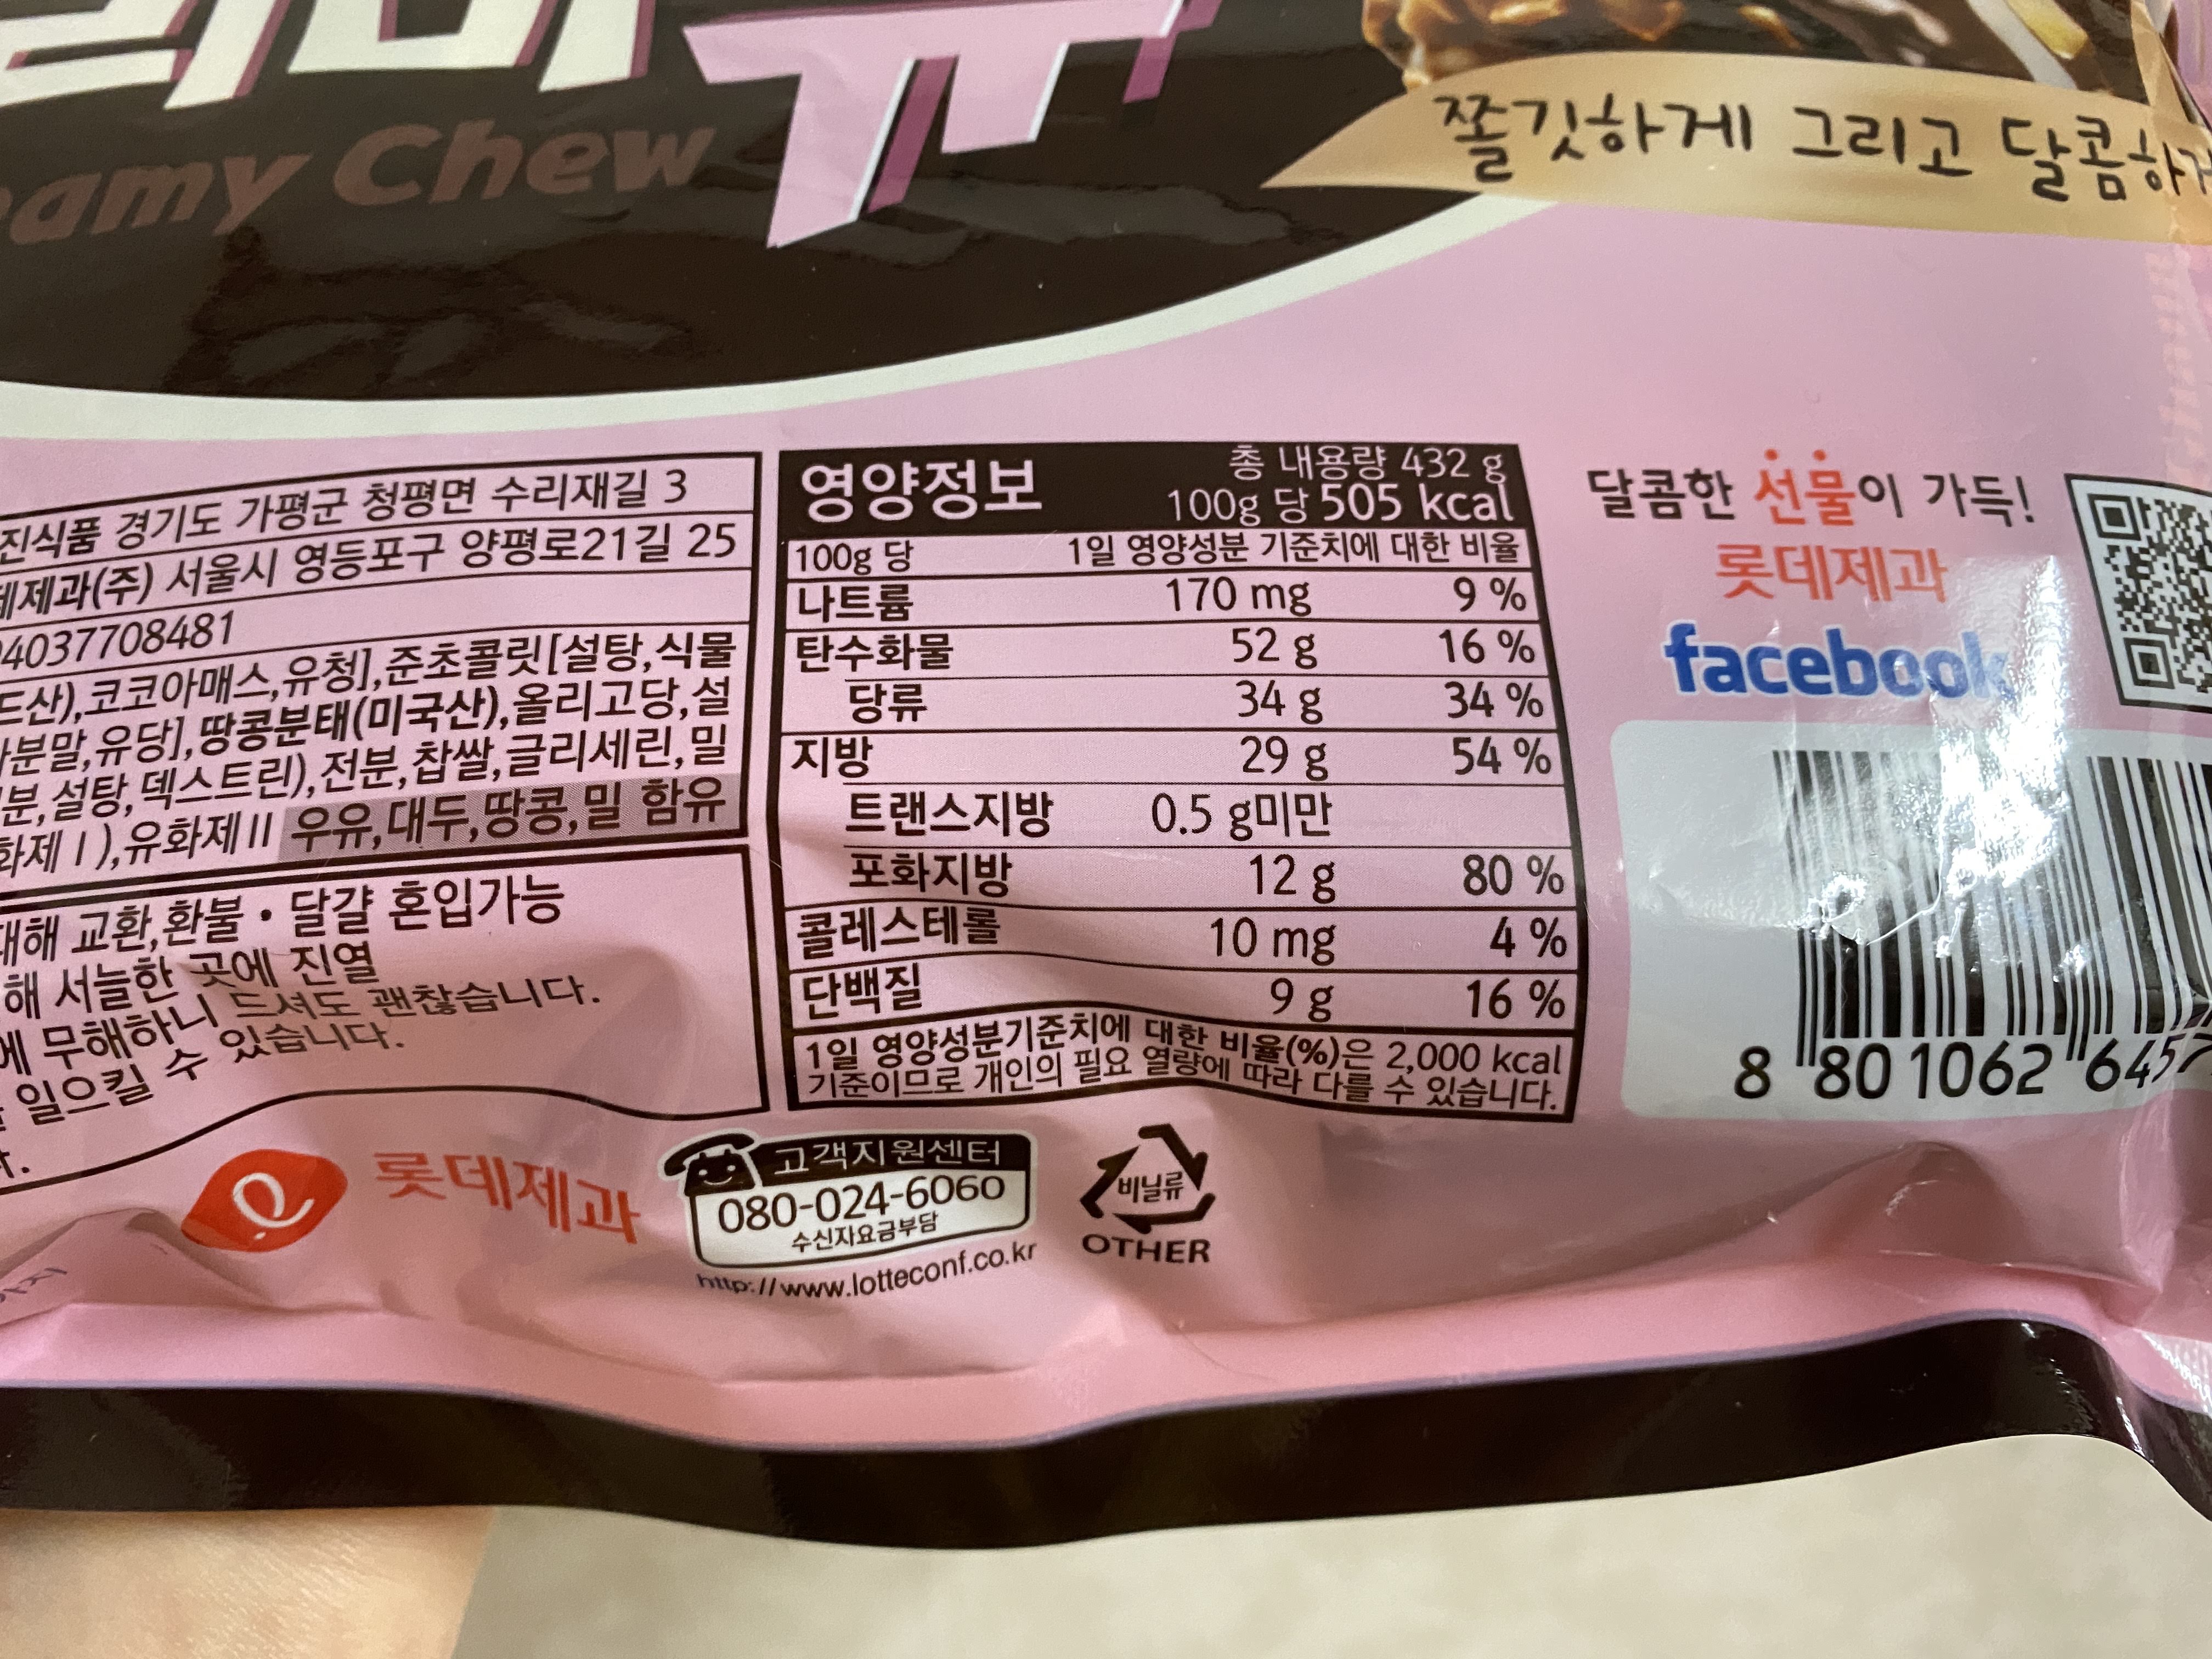 리미 쮸
eamy Chew
쫄깃하게 그리고 달콤하게
진식품 경기도 가평군 청평면 수리재길 3
데제과(주) 서울시 영등포구 양평로21길 25
4037708481
드산),코코아매스,유청],준초콜릿[설탕,식물
분말,유당],땅콩분태(미국산),올리고당,설
분,설탕,덱스트린),전분,찹쌀,글리세린,밀
화제Ⅰ),유화제Ⅱ 우유,대두,땅콩,밀 함유
대해 교환,환불 • 달걀 혼입가능
해 서늘한 곳에 진열
에 무해하니 드셔도 괜찮습니다.
일으킬 수 있습니다.
영양정보
총 내용량 432 g
100g 당 505 kcal
100g 당 1일 영양성분 기준치에 대한 비율
나트륨 170 mg 9 %
탄수화물 52 g 16 %
당류 34 g 34 %
지방 29 g 54 %
트랜스지방 0.5 g미만
포화지방 12 g 80 %
콜레스테롤 10 mg 4 %
단백질 9 g 16 %
1일 영양성분기준치에 대한 비율(%)은 2,000 kcal
기준이므로 개인의 필요 열량에 따라 다를 수 있습니다.
달콤한 선물이 가득!
롯데제과
facebook
8 801062 6457
롯데제과
고객지원센터
080-024-6060
수신자요금부담
http://www.lotteconf.co.kr
비닐류
OTHER